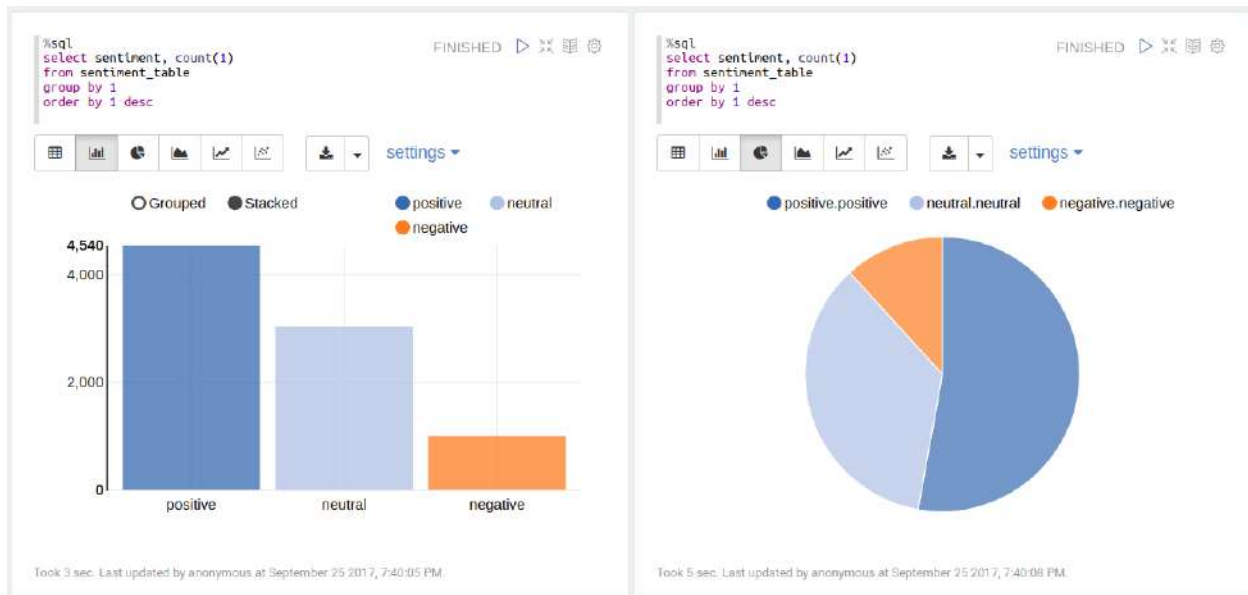 %sql
select sentiment, count(1)
from sentiment_table
group by 1
order by 1 desc
FINISHED
settings
Grouped Stacked positive neutral
negative
4,540
4,000
2,000
0
positive neutral negative
Took 3 sec. Last updated by anonymous at September 25 2017, 7:40:05 PM.
%sql
select sentiment, count(1)
from sentiment_table
group by 1
order by 1 desc
FINISHED
settings
positive.positive neutral.neutral negative.negative
Took 5 sec. Last updated by anonymous at September 25 2017, 7:40:08 PM.